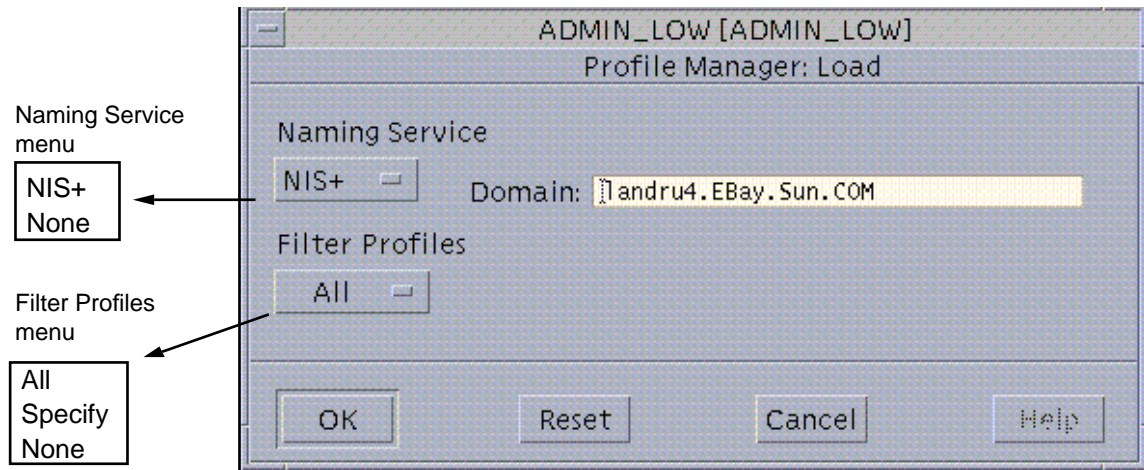 ADMIN_LOW [ADMIN_LOW]
Profile Manager: Load
Naming Service
menu
NIS+
None
Naming Service
NIS+
Domain: landru4.EBay.Sun.COM
Filter Profiles
All
Filter Profiles
menu
All
Specify
None
OK Reset Cancel Help